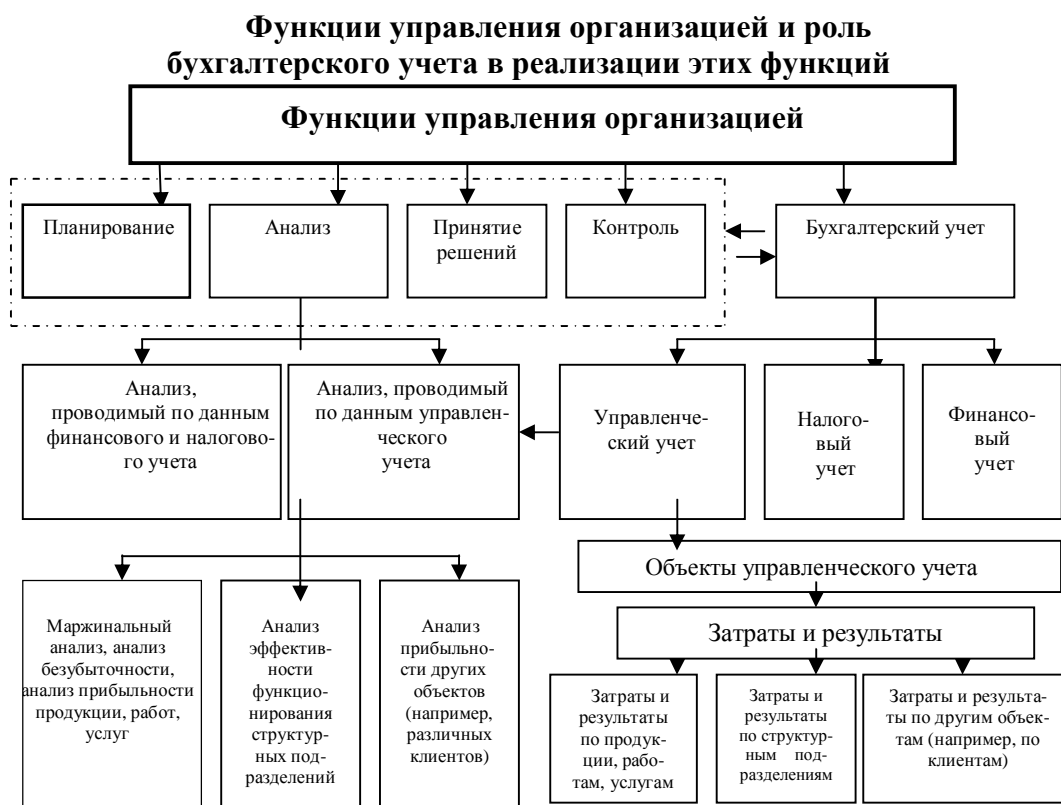 Функции управления организацией и роль
бухгалтерского учета в реализации этих функций
Функции управления организацией
Планирование
Анализ
Принятие
решений
Контроль
Бухгалтерский учет
Анализ,
проводимый по данным
финансового и налогово-
го учета
Анализ, проводимый
по данным управлен-
ческого
учета
Управленче-
ский учет
Налого-
вый
учет
Финансо-
вый
учет
Объекты управленческого учета
Затраты и результаты
Маржинальный
анализ, анализ
безубыточности,
анализ прибыльности
продукции, работ,
услуг
Анализ
эффектив-
ности
функцио-
нирования
структур-
ных под-
разделений
Анализ
прибыльно-
сти других
объектов
(например,
различных
клиентов)
Затраты и
результаты
по продук-
ции, рабо-
там, услугам
Затраты и
результаты
по структур-
ным под-
разделениям
Затраты и результа-
ты по другим объек-
там (например, по
клиентам)